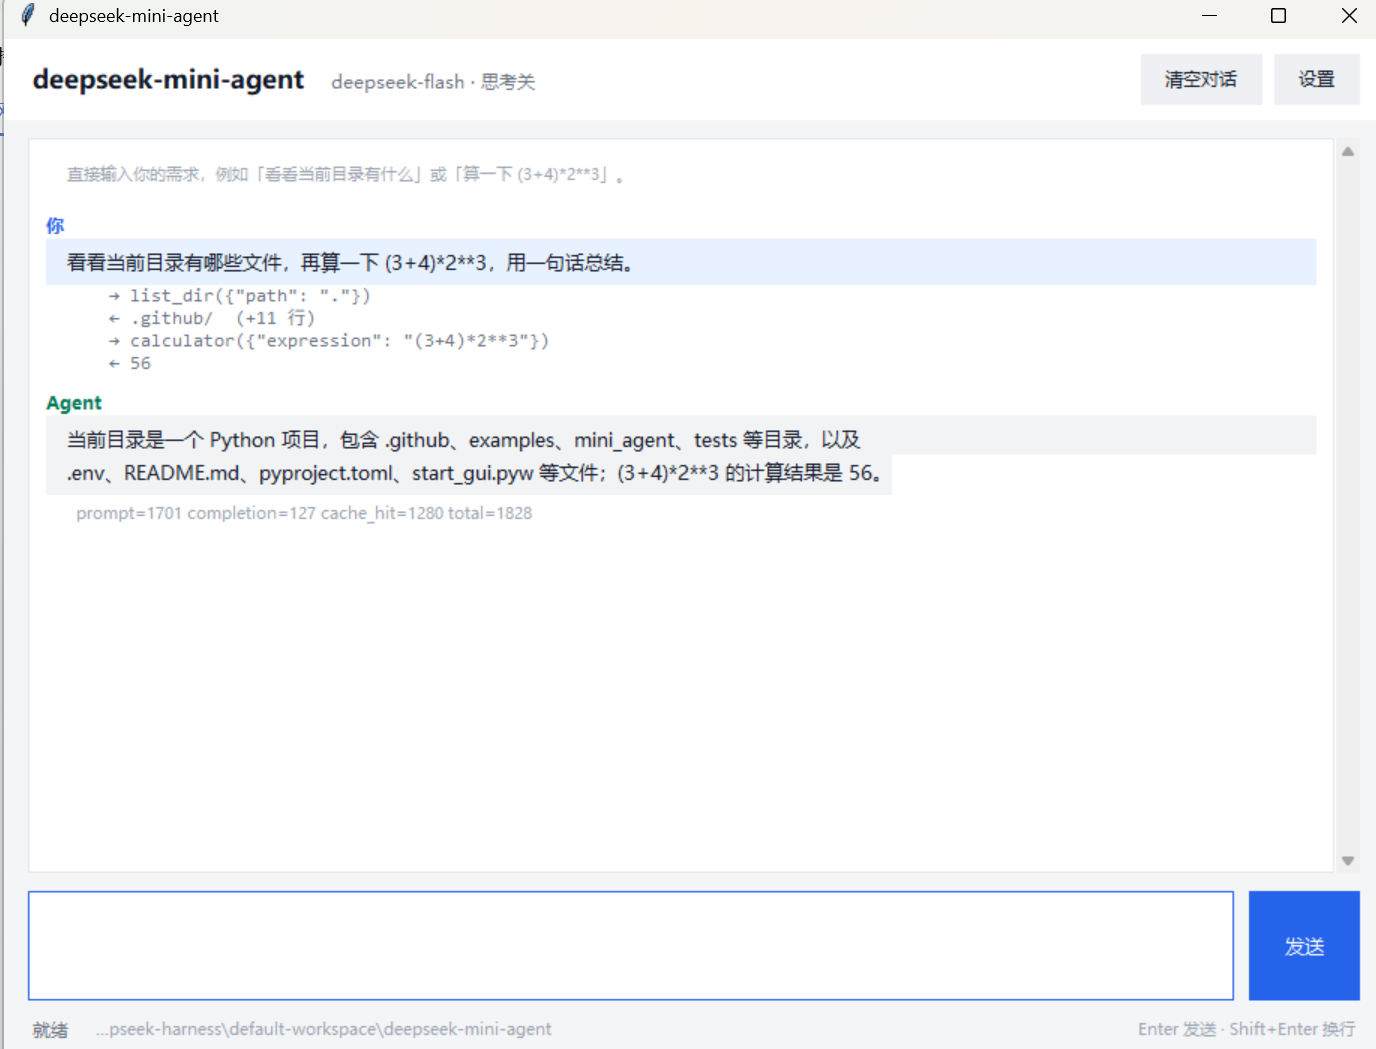 deepseek-mini-agent
deepseek-mini-agent deepseek-flash · 思考关 清空对话 设置
直接输入你的需求，例如「看看当前目录有什么」或「算一下 (3+4)*2**3」。
你
看看当前目录有哪些文件，再算一下 (3+4)*2**3，用一句话总结。
→ list_dir({"path": "."})
← .github/ (+11 行)
→ calculator({"expression": "(3+4)*2**3"})
← 56
Agent
当前目录是一个 Python 项目，包含 .github、examples、mini_agent、tests 等目录，以及
.env、README.md、pyproject.toml、start_gui.pyw 等文件；(3+4)*2**3 的计算结果是 56。
prompt=1701 completion=127 cache_hit=1280 total=1828
发送
就绪 ...pseek-harness\default-workspace\deepseek-mini-agent Enter 发送 · Shift+Enter 换行